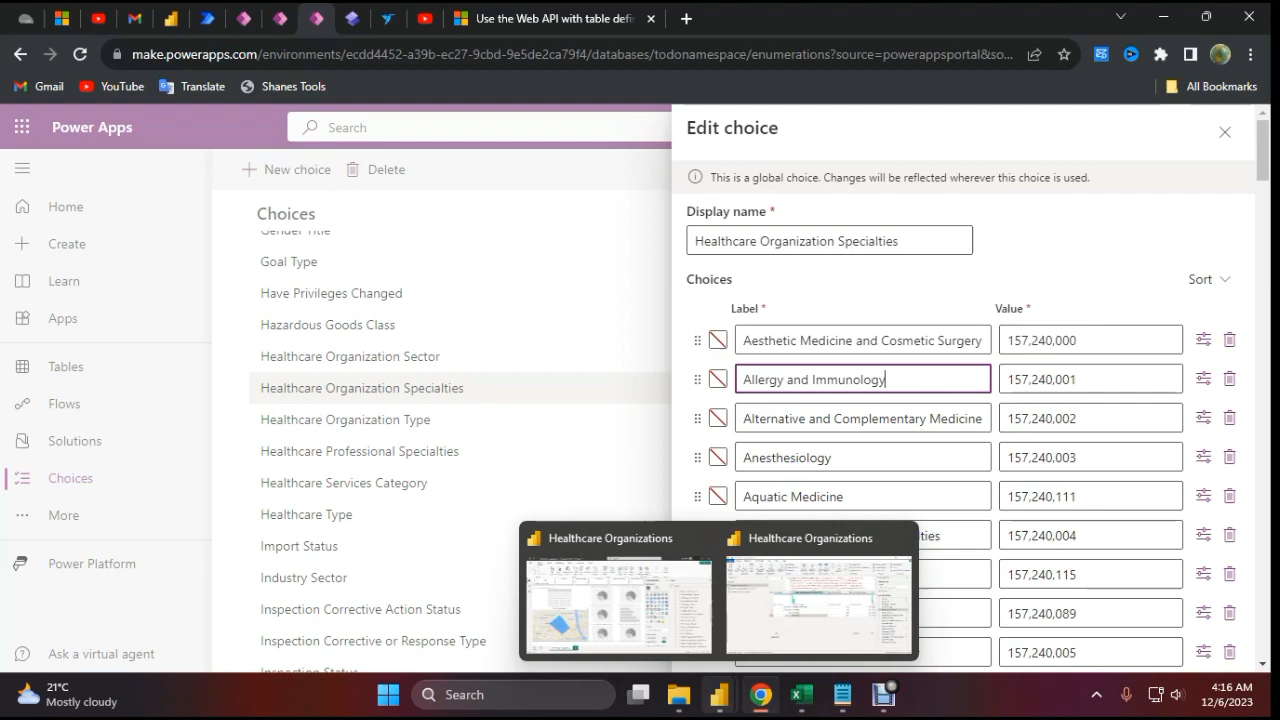 Use the Web API with table defi
make.powerapps.com/environments/ecdd4452-a39b-ec27-9cbd-9e5de2ca79f4/databases/todonamespace/enumerations?source=powerappsportal&so...
Gmail
YouTube
Translate
Shanes Tools
All Bookmarks
Power Apps
Search
Edit choice
New choice
Delete
This is a global choice. Changes will be reflected wherever this choice is used.
Home
Create
Learn
Apps
Tables
Flows
Solutions
Choices
More
Power Platform
Ask a virtual agent
Choices
Gender Title
Goal Type
Have Privileges Changed
Hazardous Goods Class
Healthcare Organization Sector
Healthcare Organization Specialties
Healthcare Organization Type
Healthcare Professional Specialties
Healthcare Services Category
Healthcare Type
Import Status
Industry Sector
Inspection Corrective Action Status
Inspection Corrective or Response Type
Inspection Status
Display name *
Healthcare Organization Specialties
Choices
Sort
Label *
Value *
Aesthetic Medicine and Cosmetic Surgery
157,240,000
Allergy and Immunology
157,240,001
Alternative and Complementary Medicine
157,240,002
Anesthesiology
157,240,003
Aquatic Medicine
157,240,111
ties
157,240,004
157,240,115
157,240,089
157,240,005
Healthcare Organizations
Healthcare Organizations
21°C
Mostly cloudy
Search
4:16 AM
12/6/2023